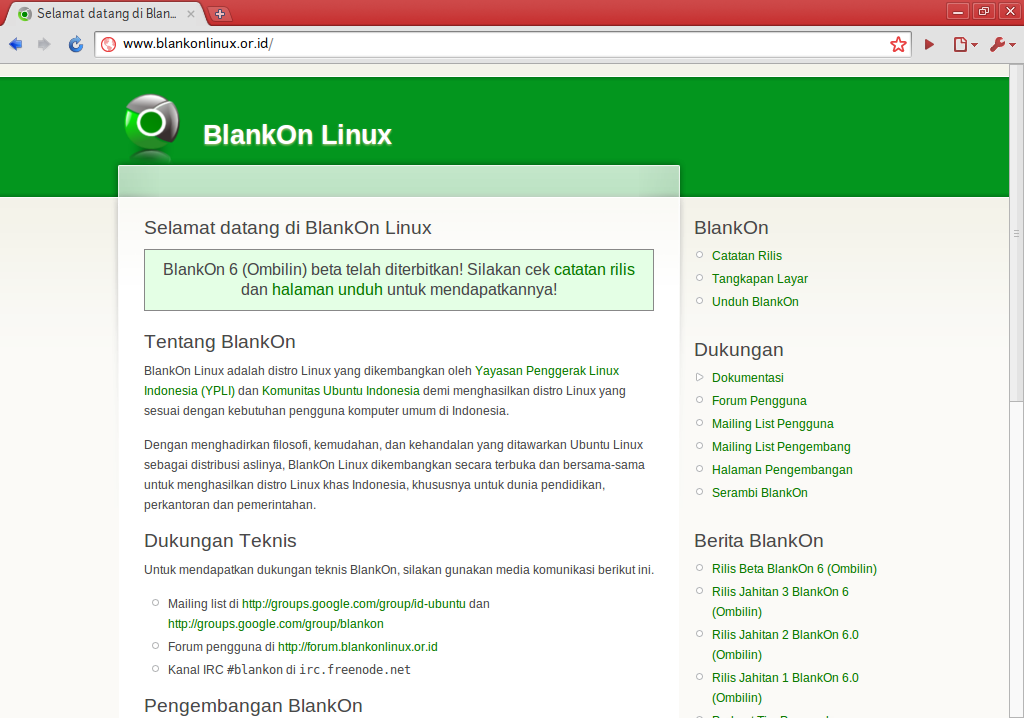 Selamat datang di Blan...
www.blankonlinux.or.id/
BlankOn Linux
Selamat datang di BlankOn Linux
BlankOn 6 (Ombilin) beta telah diterbitkan! Silakan cek catatan rilis
dan halaman unduh untuk mendapatkannya!
Tentang BlankOn
BlankOn Linux adalah distro Linux yang dikembangkan oleh Yayasan Penggerak Linux
Indonesia (YPLI) dan Komunitas Ubuntu Indonesia demi menghasilkan distro Linux yang
sesuai dengan kebutuhan pengguna komputer umum di Indonesia.
Dengan menghadirkan filosofi, kemudahan, dan kehandalan yang ditawarkan Ubuntu Linux
sebagai distribusi aslinya, BlankOn Linux dikembangkan secara terbuka dan bersama-sama
untuk menghasilkan distro Linux khas Indonesia, khususnya untuk dunia pendidikan,
perkantoran dan pemerintahan.
Dukungan Teknis
Untuk mendapatkan dukungan teknis BlankOn, silakan gunakan media komunikasi berikut ini.
Mailing list di http://groups.google.com/group/id-ubuntu dan
http://groups.google.com/group/blankon
Forum pengguna di http://forum.blankonlinux.or.id
Kanal IRC #blankon di irc.freenode.net
Pengembangan BlankOn
BlankOn
Catatan Rilis
Tangkapan Layar
Unduh BlankOn
Dukungan
Dokumentasi
Forum Pengguna
Mailing List Pengguna
Mailing List Pengembang
Halaman Pengembangan
Serambi BlankOn
Berita BlankOn
Rilis Beta BlankOn 6 (Ombilin)
Rilis Jahitan 3 BlankOn 6
(Ombilin)
Rilis Jahitan 2 BlankOn 6.0
(Ombilin)
Rilis Jahitan 1 BlankOn 6.0
(Ombilin)